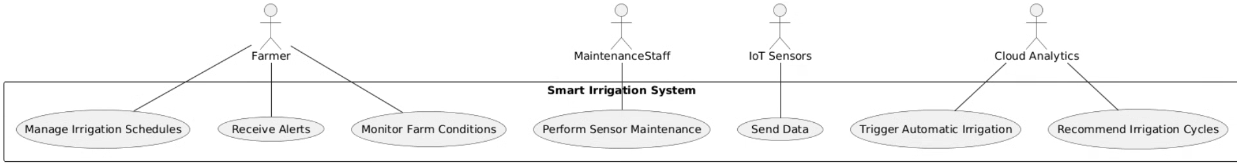 Farmer
MaintenanceStaff
IoT Sensors
Cloud Analytics
Smart Irrigation System
Manage Irrigation Schedules
Receive Alerts
Monitor Farm Conditions
Perform Sensor Maintenance
Send Data
Trigger Automatic Irrigation
Recommend Irrigation Cycles